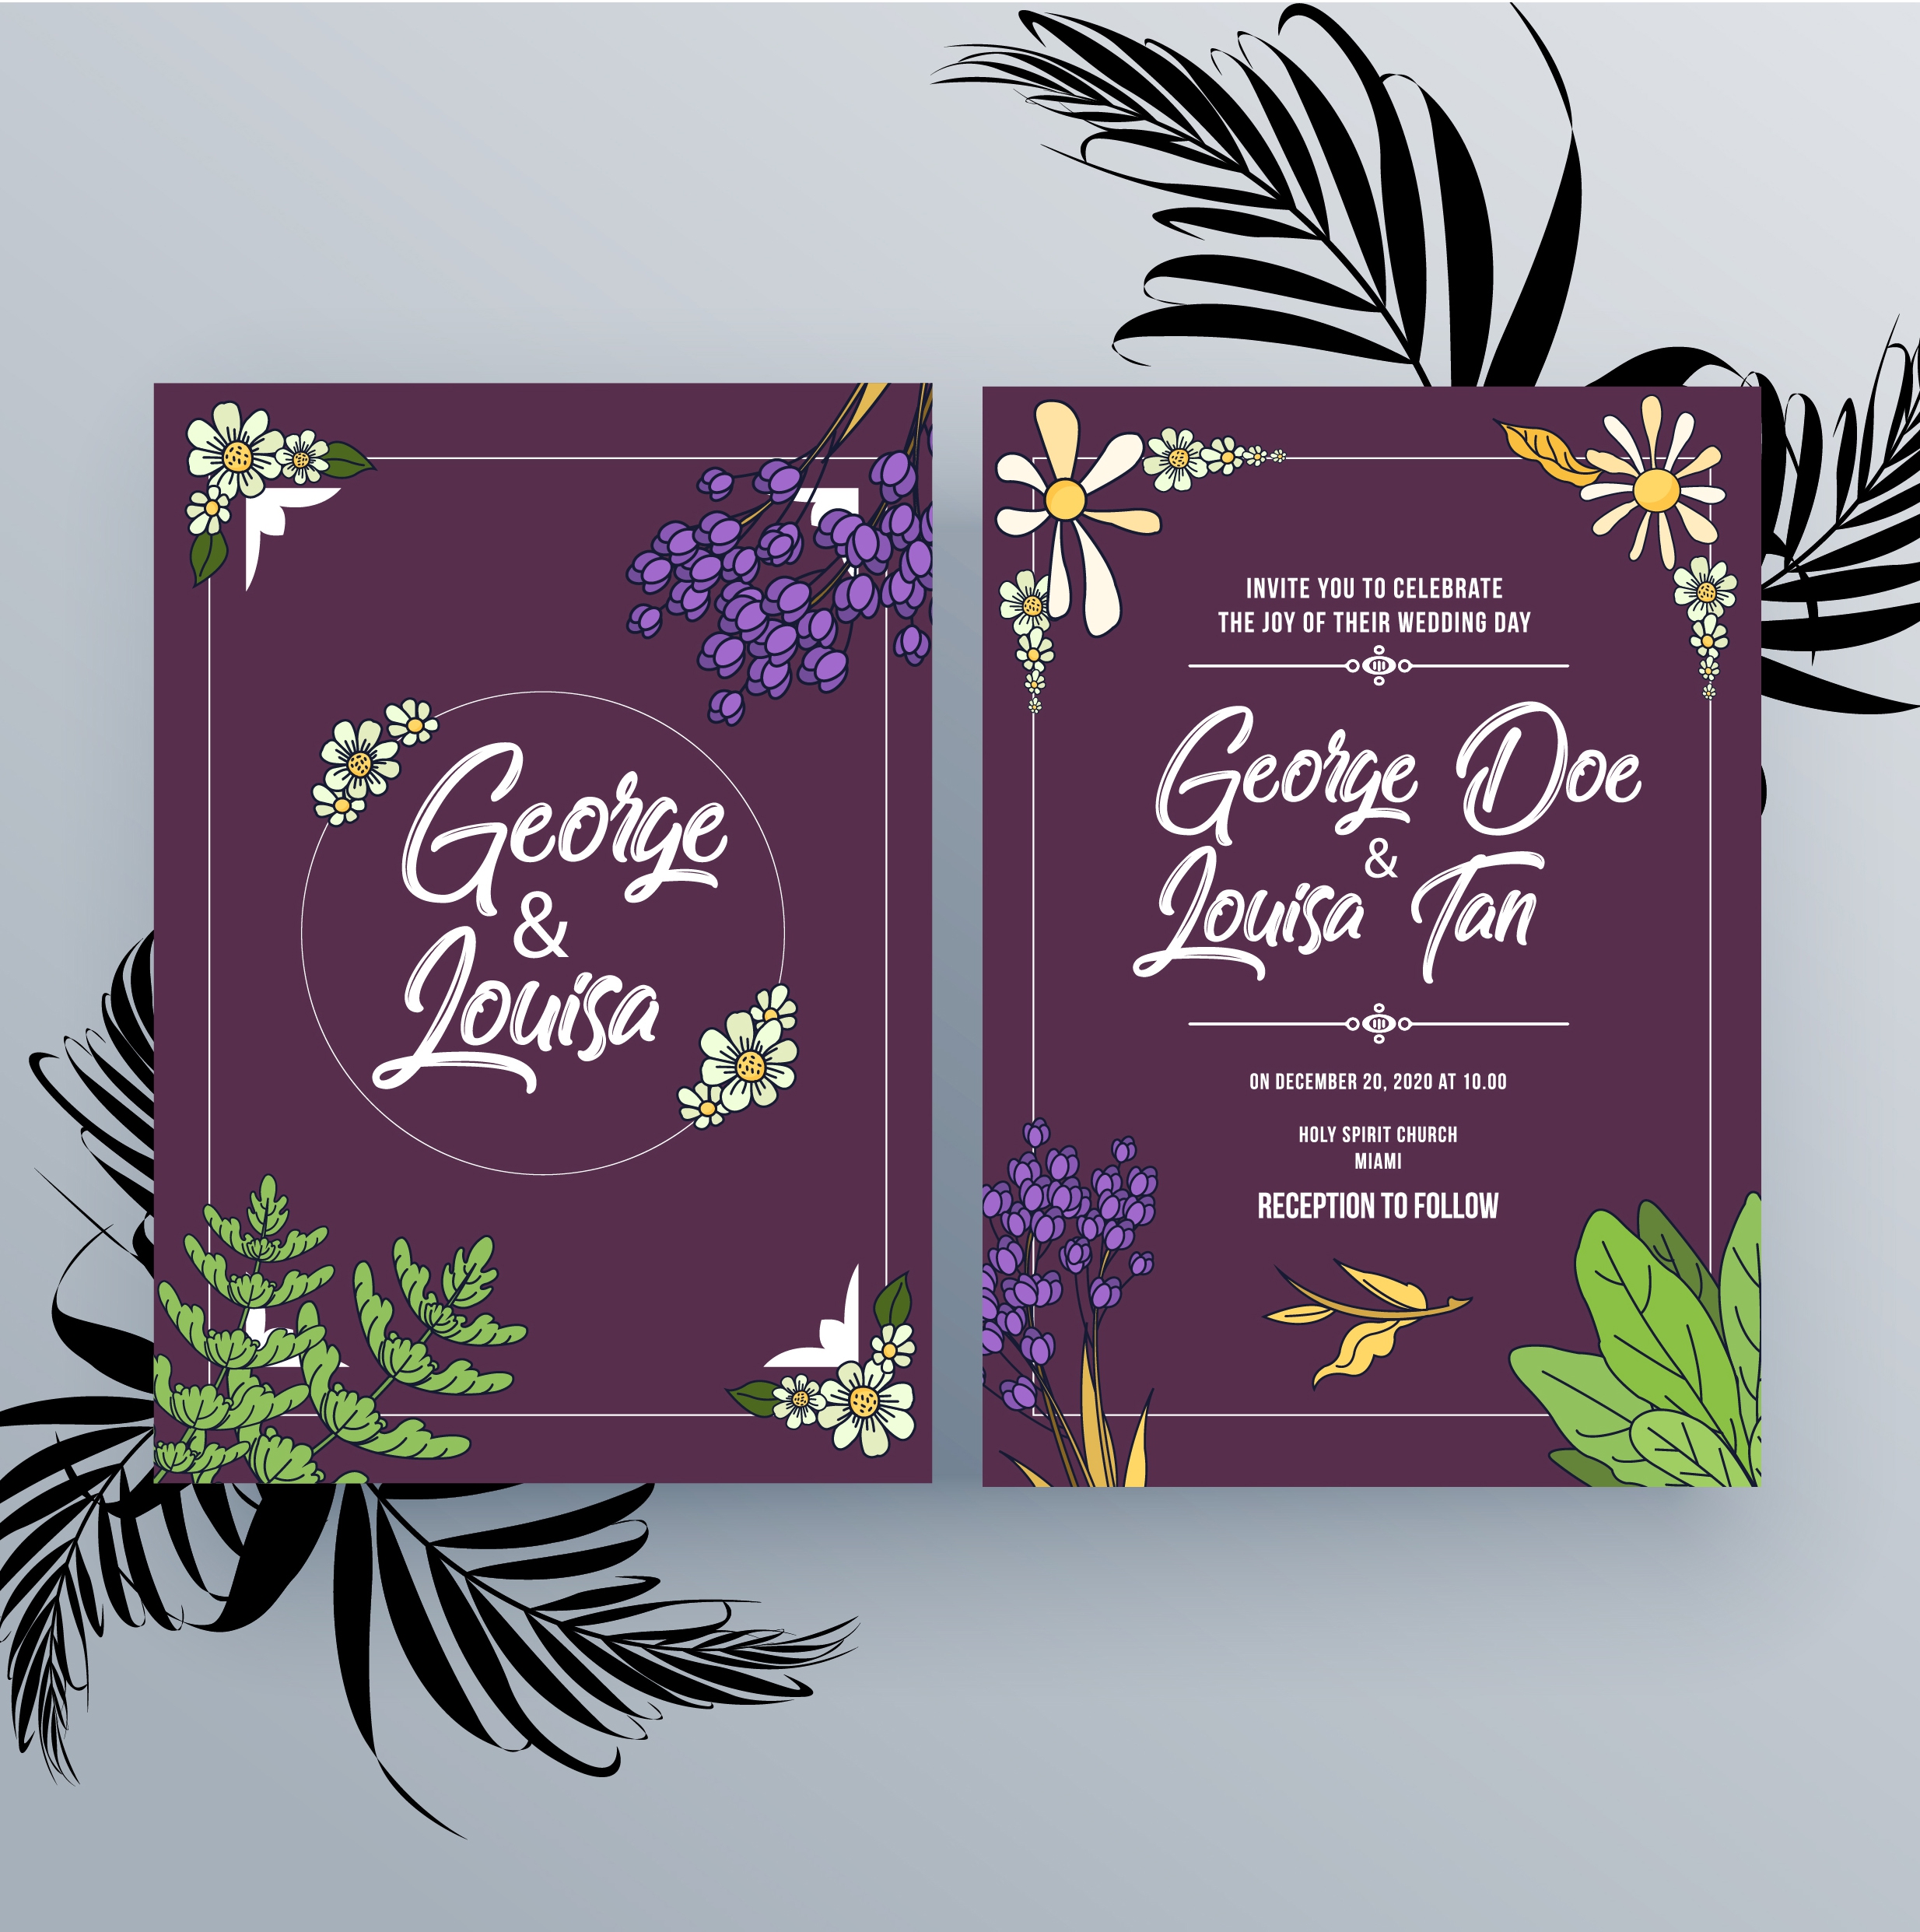 George
&
Louisa
INVITE YOU TO CELEBRATE
THE JOY OF THEIR WEDDING DAY
George Doe
&
Louisa Tan
ON DECEMBER 20, 2020 AT 10.00
HOLY SPIRIT CHURCH
MIAMI
RECEPTION TO FOLLOW